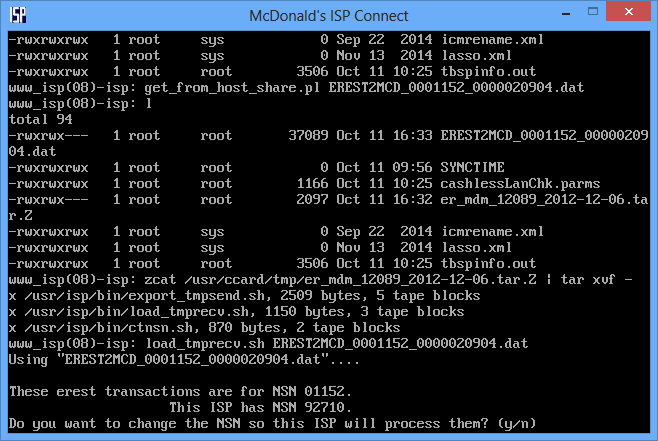 ISP McDonald's ISP Connect
-rwxrwxrwx   1 root     sys            0 Sep 22  2014 icmrename.xml
-rwxrwxrwx   1 root     sys            0 Nov 13  2014 lasso.xml
-rwxrwxrwx   1 root     root        3506 Oct 11 10:25 tbspinfo.out
www_isp(08)-isp: get_from_host_share.pl EREST2MCD_0001152_0000020904.dat
www_isp(08)-isp: l
total 94
-rwxrwx---   1 root     root       37089 Oct 11 16:33 EREST2MCD_0001152_00000209
04.dat
-rwxrwxrwx   1 root     root           0 Oct 11 09:56 SYNCTIME
-rwxrwxrwx   1 root     root        1166 Oct 11 10:25 cashlessLanChk.parms
-rwxrwx---   1 root     root        2097 Oct 11 16:32 er_mdm_12089_2012-12-06.ta
r.Z
-rwxrwxrwx   1 root     sys            0 Sep 22  2014 icmrename.xml
-rwxrwxrwx   1 root     sys            0 Nov 13  2014 lasso.xml
-rwxrwxrwx   1 root     root        3506 Oct 11 10:25 tbspinfo.out
www_isp(08)-isp: zcat /usr/ccard/tmp/er_mdm_12089_2012-12-06.tar.Z | tar xvf -
x /usr/isp/bin/export_tmpsend.sh, 2509 bytes, 5 tape blocks
x /usr/isp/bin/load_tmprecv.sh, 1150 bytes, 3 tape blocks
x /usr/isp/bin/ctnsn.sh, 870 bytes, 2 tape blocks
www_isp(08)-isp: load_tmprecv.sh EREST2MCD_0001152_0000020904.dat
Using "EREST2MCD_0001152_0000020904.dat"....
These erest transactions are for NSN 01152.
This ISP has NSN 92710.
Do you want to change the NSN so this ISP will process them? (y/n)